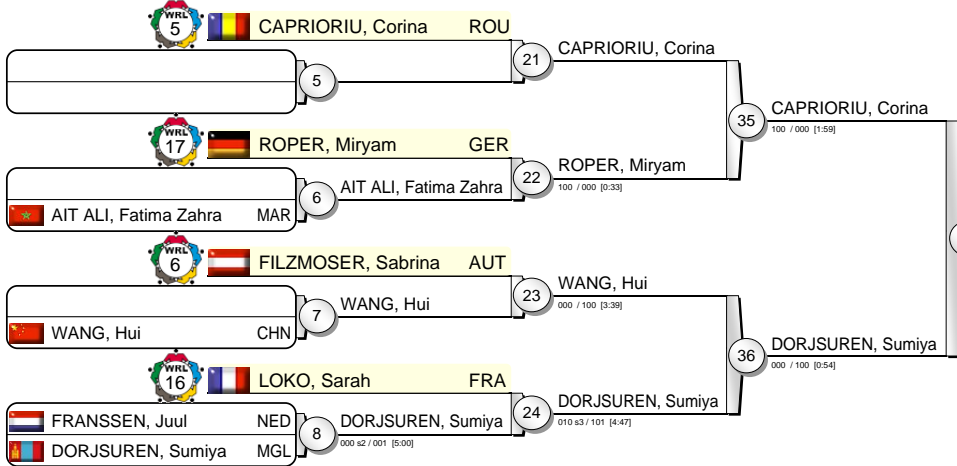 WRL
5
CAPRIORIU, Corina ROU
5
21
CAPRIORIU, Corina
WRL
17
ROPER, Miryam GER
AIT ALI, Fatima Zahra MAR
6
AIT ALI, Fatima Zahra
22
ROPER, Miryam
100 / 000 [0:33]
35
CAPRIORIU, Corina
100 / 000 [1:59]
WRL
6
FILZMOSER, Sabrina AUT
WANG, Hui CHN
7
WANG, Hui
23
WANG, Hui
000 / 100 [3:39]
WRL
16
LOKO, Sarah FRA
FRANSSEN, Juul NED
DORJSUREN, Sumiya MGL
8
DORJSUREN, Sumiya
000 s2 / 001 [5:00]
24
DORJSUREN, Sumiya
010 s3 / 101 [4:47]
36
DORJSUREN, Sumiya
000 / 100 [0:54]